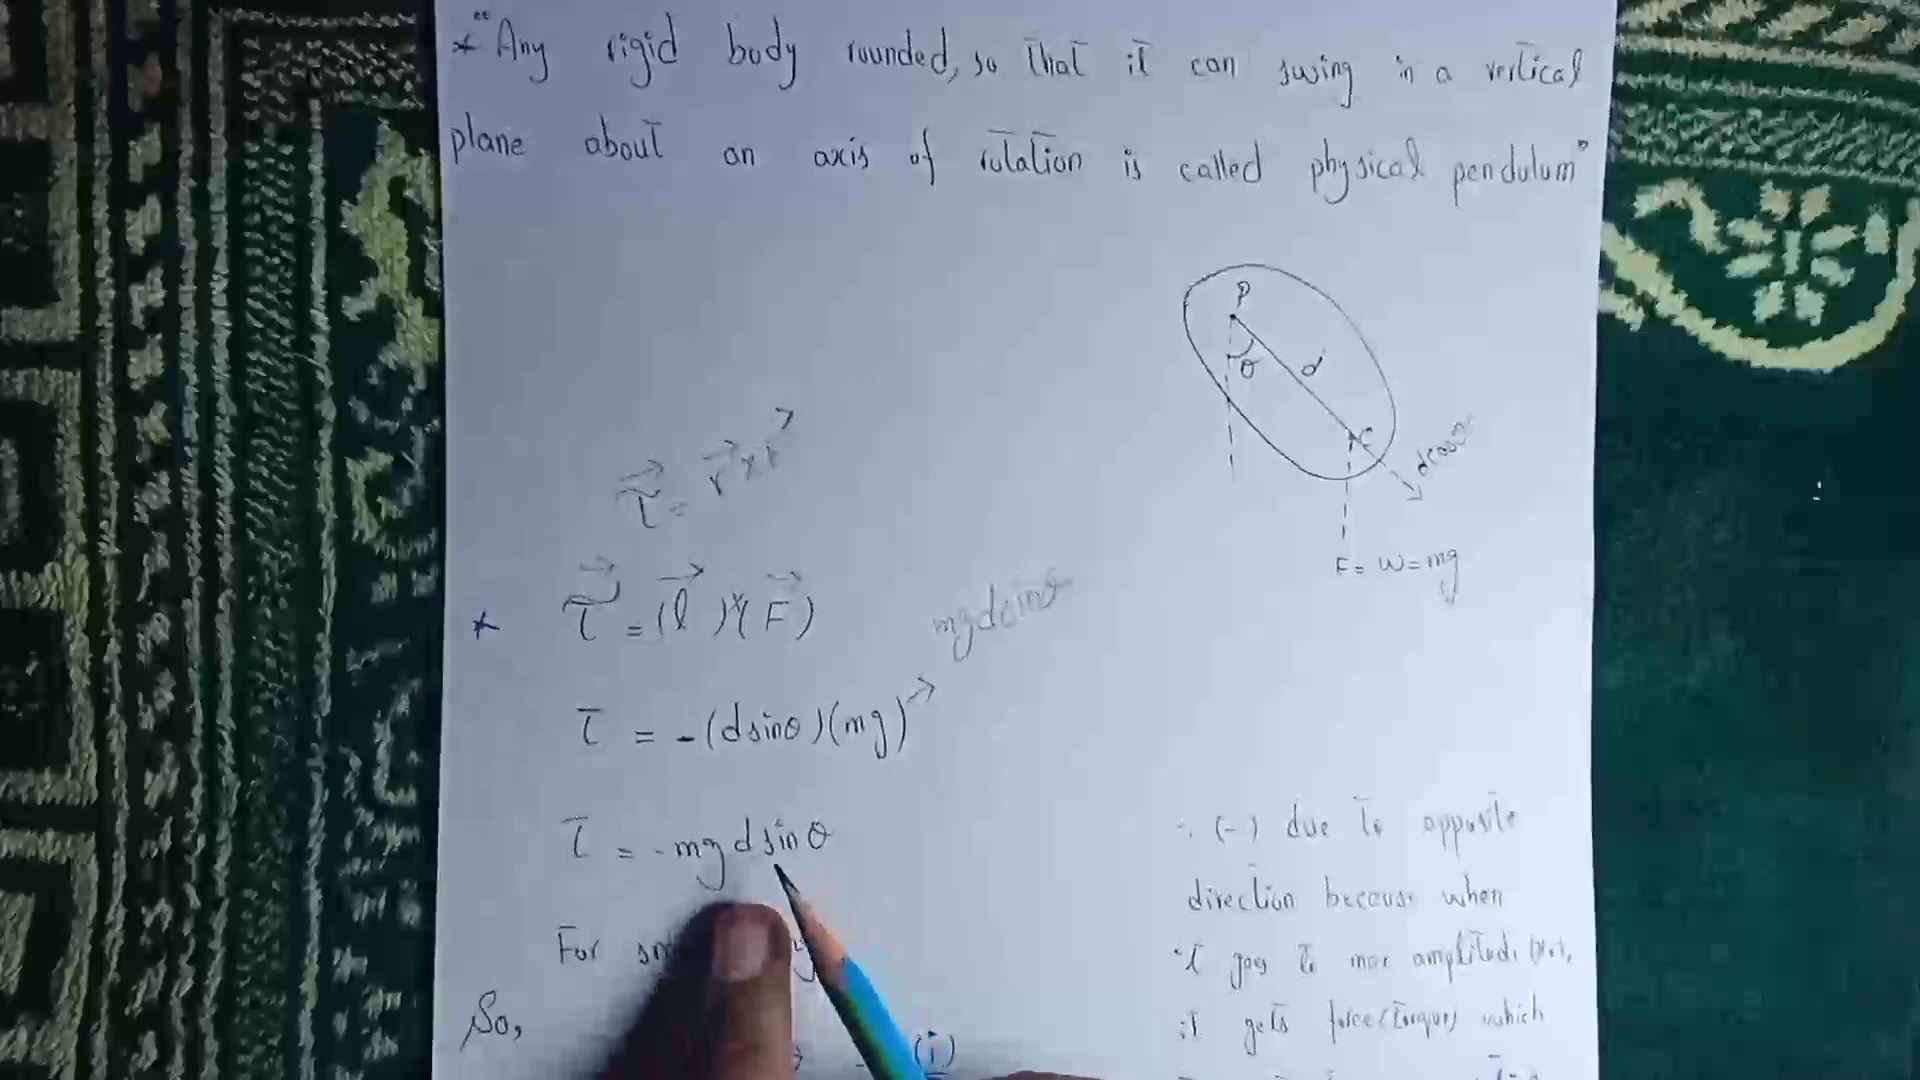 * "Any rigid body rounded, so that it can swing in a vertical
plane about an axis of rotation is called physical pendulum"
P
θ
d
c
dcosθ
F = W = mg
τ⃗ = r⃗ × F⃗
* τ⃗ = (l⃗) × (F⃗)
mgdsinθ
τ = -(dsinθ)(mg)
τ = -mgdsinθ
∴ (-) due to opposite
direction because when
it goes to max amplitude
it gets force (torque) which
For
So,
(i)